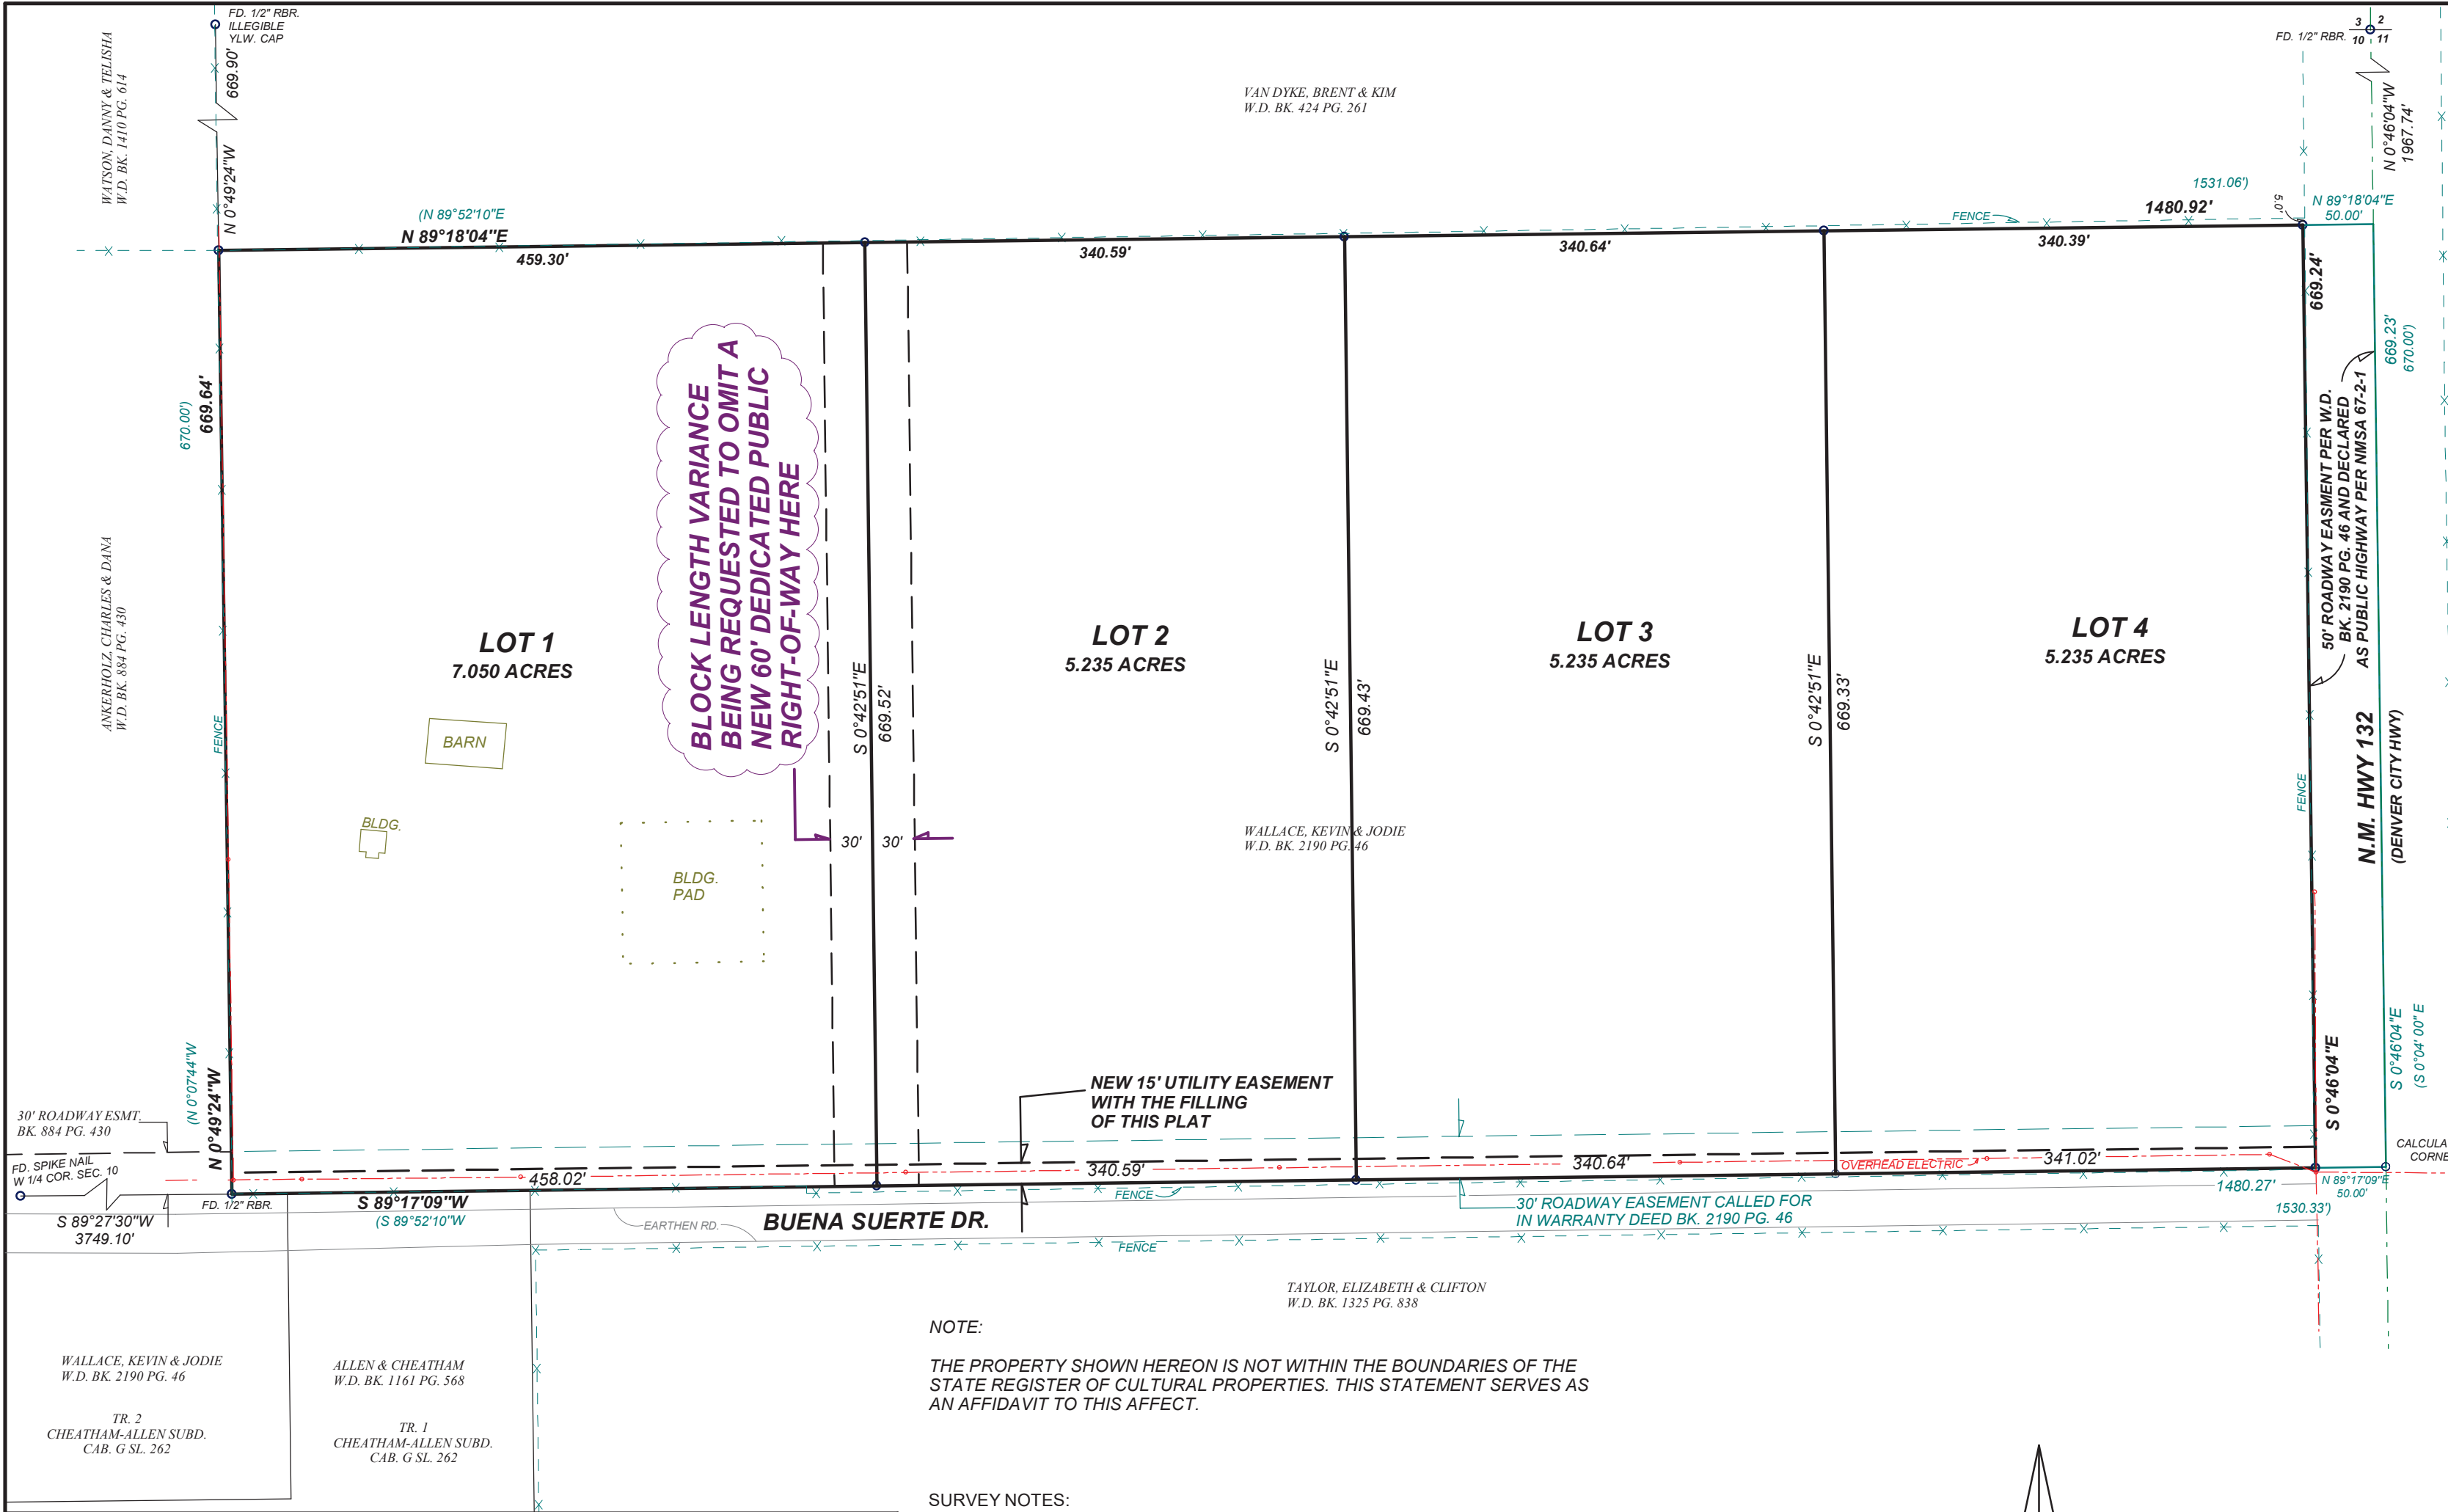 FD. 1/2" RBR.
ILLEGIBLE
YLW. CAP
669.90'
N 0°49'24"W
WATSON, DANNY & TELISHA
W.D. BK. 1410 PG. 614
VAN DYKE, BRENT & KIM
W.D. BK. 424 PG. 261
3 2
FD. 1/2" RBR.
10 11
N 0°46'04"W
1967.74'
(N 89°52'10"E
N 89°18'04"E
459.30'
340.59'
340.64'
FENCE
340.39'
1531.06')
1480.92'
5.0'
N 89°18'04"E
50.00'
670.00')
669.64'
669.24'
669.23'
670.00')
ANKERHOLZ, CHARLES & DANA
W.D. BK. 884 PG. 430
FENCE
LOT 1
7.050 ACRES
BARN
BLDG.
BLDG.
PAD
BLOCK LENGTH VARIANCE
BEING REQUESTED TO OMIT A
NEW 60' DEDICATED PUBLIC
RIGHT-OF-WAY HERE
30' 30'
S 0°42'51"E
669.52'
LOT 2
5.235 ACRES
S 0°42'51"E
669.43'
WALLACE, KEVIN & JODIE
W.D. BK. 2190 PG. 46
LOT 3
5.235 ACRES
S 0°42'51"E
669.33'
LOT 4
5.235 ACRES
50' ROADWAY EASMENT PER W.D.
BK. 2190 PG. 46 AND DECLARED
AS PUBLIC HIGHWAY PER NMSA 67-2-1
FENCE
N.M. HWY 132
(DENVER CITY HWY)
S 0°46'04"E
S 0°46'04"E
(S 0°04' 00" E
(N 0°07'44"W
N 0°49'24"W
30' ROADWAY ESMT.
BK. 884 PG. 430
FD. SPIKE NAIL
W 1/4 COR. SEC. 10
S 89°27'30"W
3749.10'
FD. 1/2" RBR.
NEW 15' UTILITY EASEMENT
WITH THE FILLING
OF THIS PLAT
458.02'
340.59'
340.64'
OVERHEAD ELECTRIC
341.02'
CALCULA
CORNE
S 89°17'09"W
(S 89°52'10"W
FENCE
1480.27'
N 89°17'09"E
50.00'
1530.33')
EARTHEN RD.
BUENA SUERTE DR.
30' ROADWAY EASEMENT CALLED FOR
IN WARRANTY DEED BK. 2190 PG. 46
FENCE
TAYLOR, ELIZABETH & CLIFTON
W.D. BK. 1325 PG. 838
WALLACE, KEVIN & JODIE
W.D. BK. 2190 PG. 46
TR. 2
CHEATHAM-ALLEN SUBD.
CAB. G SL. 262
ALLEN & CHEATHAM
W.D. BK. 1161 PG. 568
TR. 1
CHEATHAM-ALLEN SUBD.
CAB. G SL. 262
NOTE:
THE PROPERTY SHOWN HEREON IS NOT WITHIN THE BOUNDARIES OF THE
STATE REGISTER OF CULTURAL PROPERTIES. THIS STATEMENT SERVES AS
AN AFFIDAVIT TO THIS AFFECT.
SURVEY NOTES: